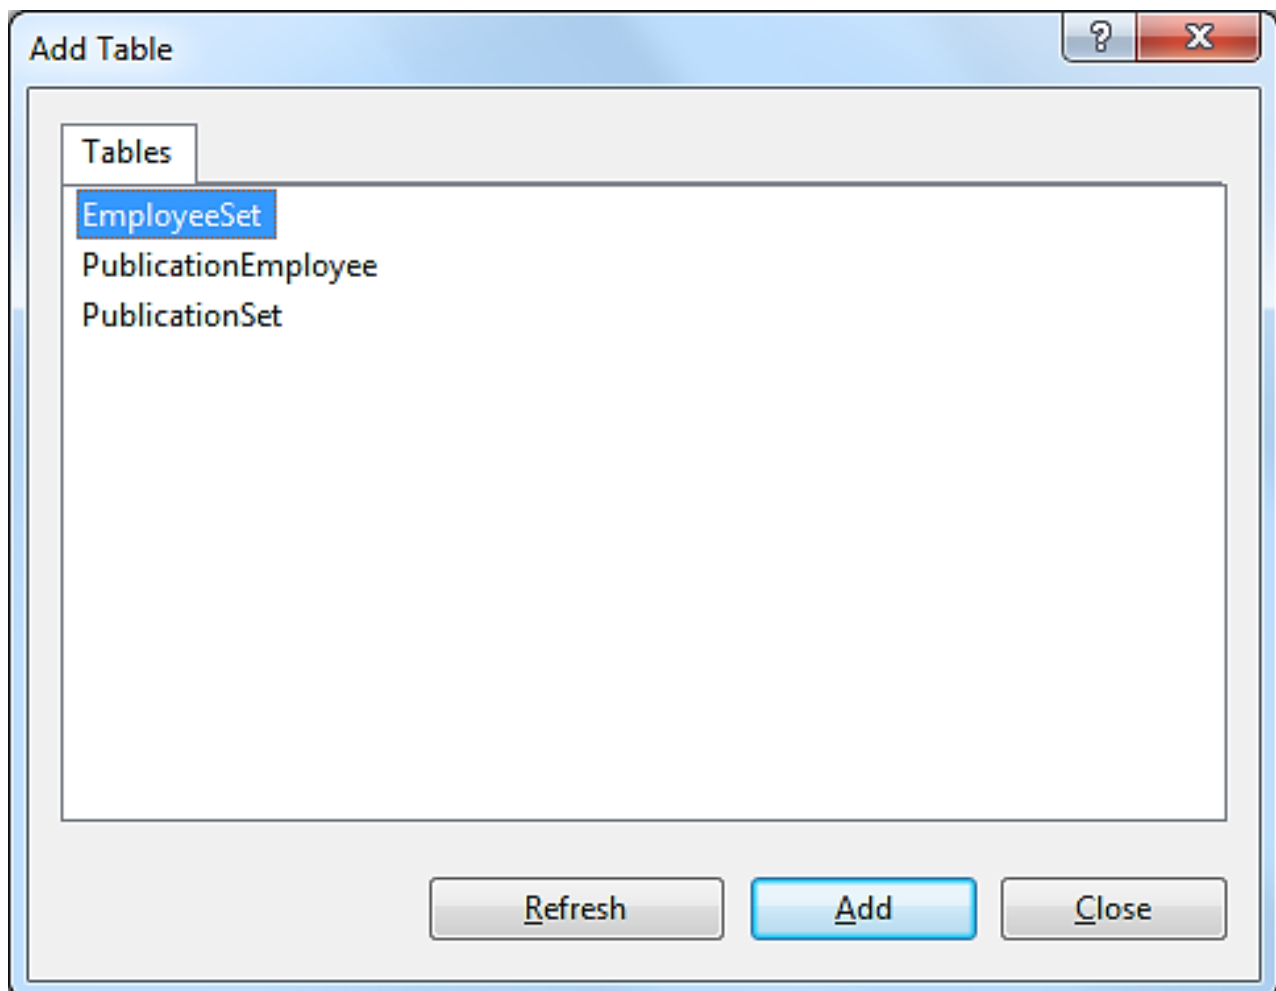 Add Table
?
Tables
EmployeeSet
PublicationEmployee
PublicationSet
Refresh Add Close